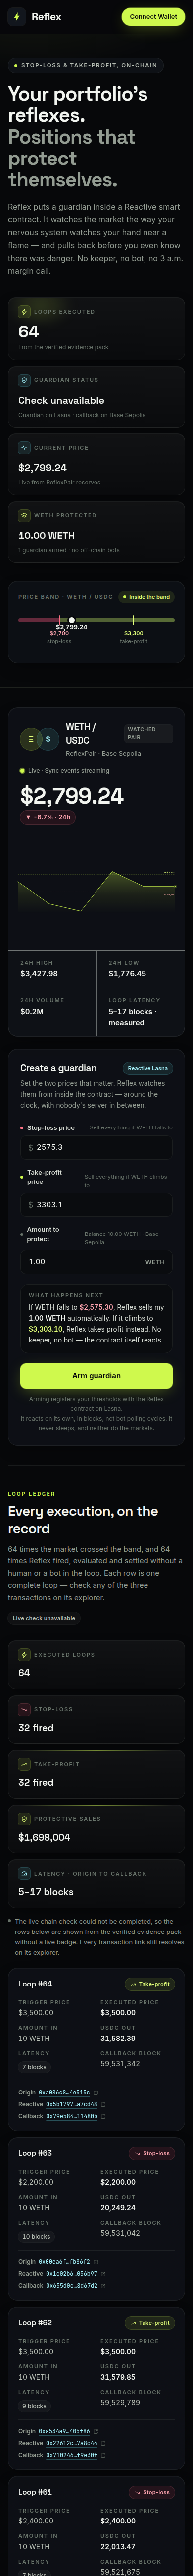 Reflex
Connect Wallet
STOP-LOSS & TAKE-PROFIT, ON-CHAIN
Your portfolio's
reflexes.
Positions that
protect
themselves.
Reflex puts a guardian inside a Reactive smart
contract. It watches the market the way your
nervous system watches your hand near a
flame — and pulls back before you even know
there was danger. No keeper, no bot, no 3 a.m.
margin call.
LOOPS EXECUTED
64
From the verified evidence pack
GUARDIAN STATUS
Check unavailable
Guardian on Lasna · callback on Base Sepolia
CURRENT PRICE
$2,799.24
Live from ReflexPair reserves
WETH PROTECTED
10.00 WETH
1 guardian armed · no off-chain bots
PRICE BAND · WETH / USDC
Inside the band
$2,799.24
$2,700
stop-loss
$3,300
take-profit
WETH /
USDC
WATCHED
PAIR
ReflexPair · Base Sepolia
Live · Sync events streaming
$2,799.24
▼ -6.7% · 24h
24H HIGH
$3,427.98
24H LOW
$1,776.45
24H VOLUME
$0.2M
LOOP LATENCY
5–17 blocks ·
measured
Create a guardian
Reactive Lasna
Set the two prices that matter. Reflex watches
them from inside the contract — around the
clock, with nobody's server in between.
Stop-loss price
Sell everything if WETH falls to
$ 2575.3
Take-profit
price
Sell everything if WETH climbs
to
$ 3303.1
Amount to
protect
Balance 10.00 WETH · Base
Sepolia
1.00
WETH
WHAT HAPPENS NEXT
If WETH falls to $2,575.30, Reflex sells my
1.00 WETH automatically. If it climbs to
$3,303.10, Reflex takes profit instead. No
keeper, no bot — the contract itself reacts.
Arm guardian
Arming registers your thresholds with the Reflex
contract on Lasna.
It reacts on its own, in blocks, not bot polling cycles. It
never sleeps, and neither do the markets.
LOOP LEDGER
Every execution, on the
record
64 times the market crossed the band, and 64
times Reflex fired, evaluated and settled without a
human or a bot in the loop. Each row is one
complete loop — check any of the three
transactions on its explorer.
Live check unavailable
EXECUTED LOOPS
64
STOP-LOSS
32 fired
TAKE-PROFIT
32 fired
PROTECTIVE SALES
$1,698,004
LATENCY · ORIGIN TO CALLBACK
5–17 blocks
The live chain check could not be completed, so the
rows below are shown from the verified evidence pack
without a live badge. Every transaction link still resolves
on its explorer.
Loop #64
Take-profit
TRIGGER PRICE
$3,500.00
EXECUTED PRICE
$3,500.00
AMOUNT IN
10 WETH
USDC OUT
31,582.39
LATENCY
7 blocks
CALLBACK BLOCK
59,531,342
Origin 0xa086c8…4e515c
Reactive 0x5b1797…a7cd48
Callback 0x79e584…11480b
Loop #63
Stop-loss
TRIGGER PRICE
$2,200.00
EXECUTED PRICE
$2,200.00
AMOUNT IN
10 WETH
USDC OUT
20,249.24
LATENCY
10 blocks
CALLBACK BLOCK
59,531,042
Origin 0x00ea6f…fb86f2
Reactive 0x1c02b6…056b97
Callback 0x655d0c…8d67d2
Loop #62
Take-profit
TRIGGER PRICE
$3,500.00
EXECUTED PRICE
$3,500.00
AMOUNT IN
10 WETH
USDC OUT
31,579.85
LATENCY
9 blocks
CALLBACK BLOCK
59,529,789
Origin 0xa534a9…405f86
Reactive 0x22612c…7a8c44
Callback 0x710246…f9e30f
Loop #61
Stop-loss
TRIGGER PRICE
$2,400.00
EXECUTED PRICE
$2,400.00
AMOUNT IN
10 WETH
USDC OUT
22,013.47
LATENCY
7 blocks
CALLBACK BLOCK
59,521,675